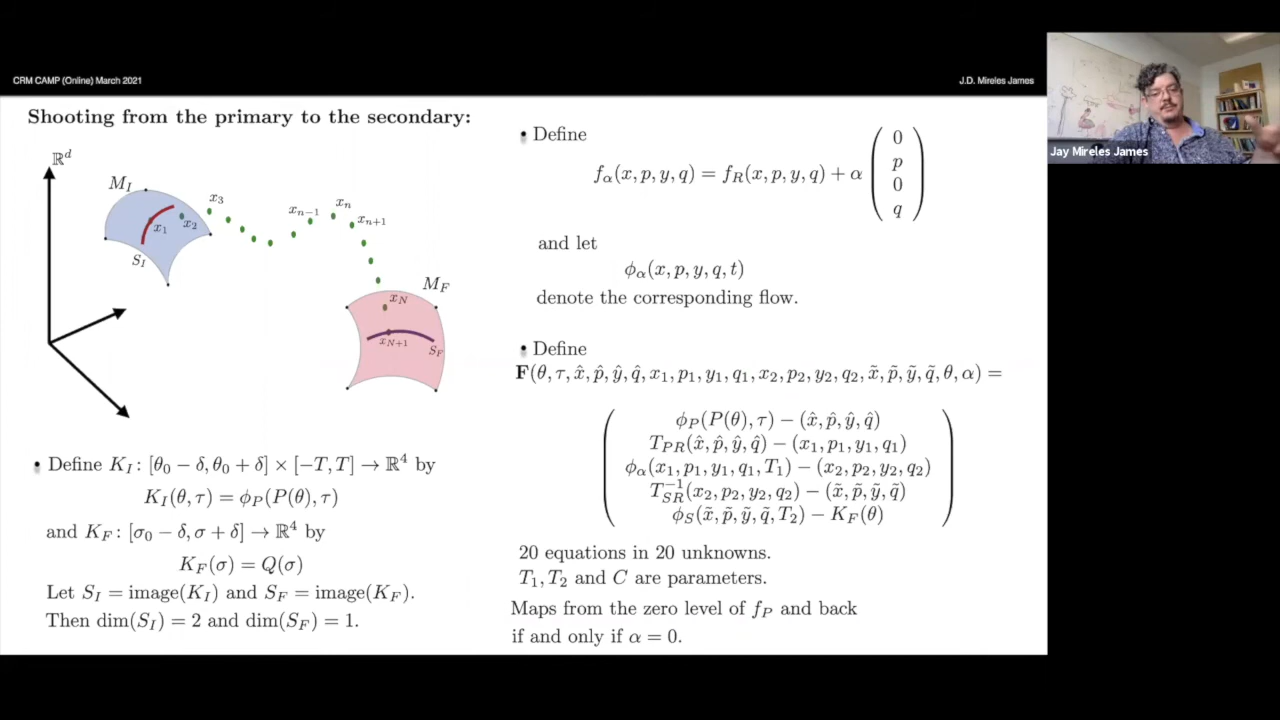 CRM CAMP (Online) March 2021
J.D. Mireles James
Jay Mireles James
Shooting from the primary to the secondary:
ℝ^d
M_I
x_1
x_2
x_3
S_I
x_{n-1}
x_n
x_{n+1}
M_F
x_N
x_{N+1}
S_F
• Define K_I : [θ_0 − δ, θ_0 + δ] × [−T, T] → ℝ^4 by
K_I(θ, τ) = ϕ_P(P(θ), τ)
and K_F : [σ_0 − δ, σ + δ] → ℝ^4 by
K_F(σ) = Q(σ)
Let S_I = image(K_I) and S_F = image(K_F).
Then dim(S_I) = 2 and dim(S_F) = 1.
• Define
f_α(x, p, y, q) = f_R(x, p, y, q) + α ( 0 p 0 q )
and let
ϕ_α(x, p, y, q, t)
denote the corresponding flow.
• Define
F(θ, τ, x̂, p̂, ŷ, q̂, x_1, p_1, y_1, q_1, x_2, p_2, y_2, q_2, x̃, p̃, ỹ, q̃, θ, α) =
ϕ_P(P(θ), τ) − (x̂, p̂, ŷ, q̂)
T_{PR}(x̂, p̂, ŷ, q̂) − (x_1, p_1, y_1, q_1)
ϕ_α(x_1, p_1, y_1, q_1, T_1) − (x_2, p_2, y_2, q_2)
T_{SR}^{-1}(x_2, p_2, y_2, q_2) − (x̃, p̃, ỹ, q̃)
ϕ_S(x̃, p̃, ỹ, q̃, T_2) − K_F(θ)
20 equations in 20 unknowns.
T_1, T_2 and C are parameters.
Maps from the zero level of f_P and back
if and only if α = 0.